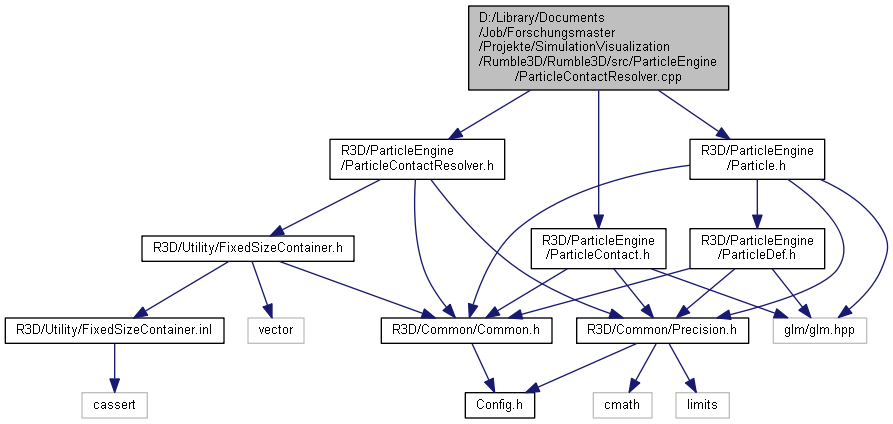 D:/Library/Documents
/Job/Forschungsmaster
/Projekte/SimulationVisualization
/Rumble3D/Rumble3D/src/ParticleEngine
/ParticleContactResolver.cpp
R3D/ParticleEngine
/ParticleContactResolver.h
R3D/ParticleEngine
/Particle.h
R3D/Utility/FixedSizeContainer.h
R3D/ParticleEngine
/ParticleContact.h
R3D/ParticleEngine
/ParticleDef.h
R3D/Utility/FixedSizeContainer.inl
vector
R3D/Common/Common.h
R3D/Common/Precision.h
glm/glm.hpp
cassert
Config.h
cmath
limits